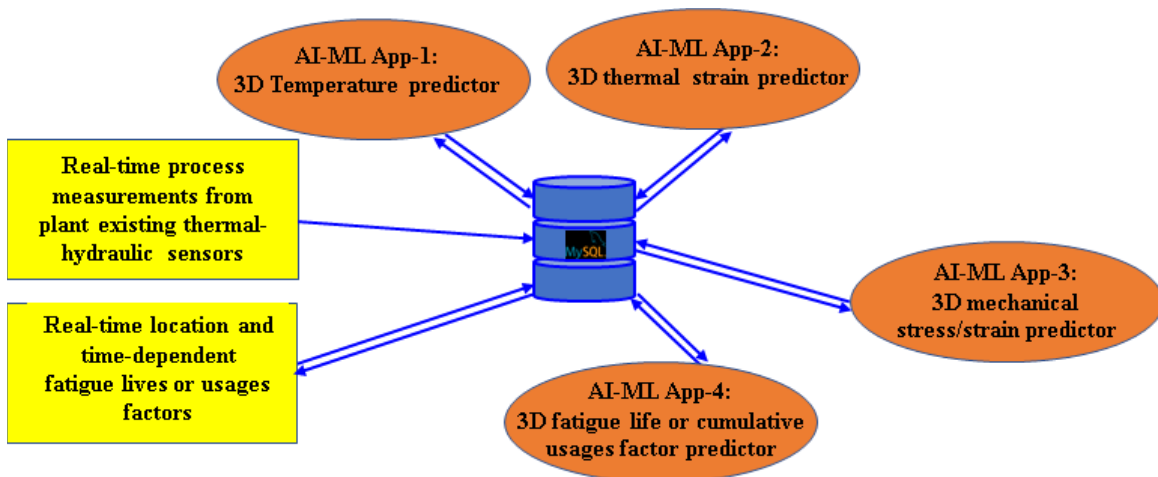 AI-ML App-1:
3D Temperature predictor
AI-ML App-2:
3D thermal strain predictor
Real-time process
measurements from
plant existing thermal-
hydraulic sensors
MySQL
AI-ML App-3:
3D mechanical
stress/strain predictor
Real-time location and
time-dependent
fatigue lives or usages
factors
AI-ML App-4:
3D fatigue life or cumulative
usages factor predictor